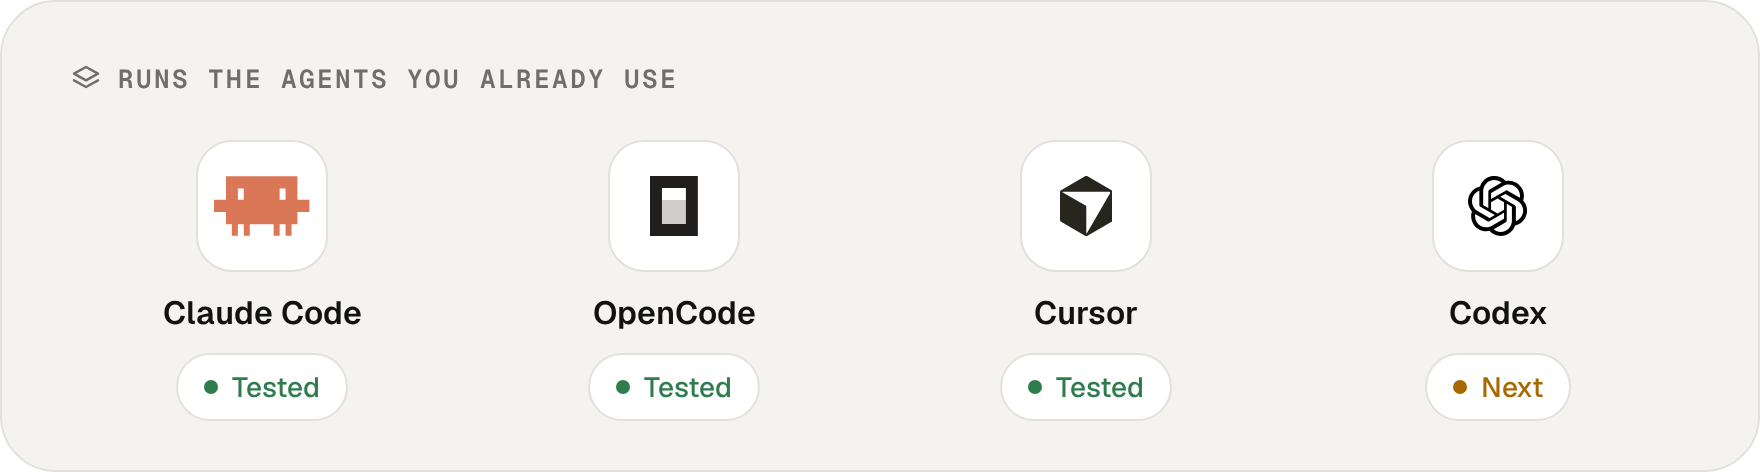 RUNS THE AGENTS YOU ALREADY USE
Claude Code
OpenCode
Cursor
Codex
Tested
Tested
Tested
Next